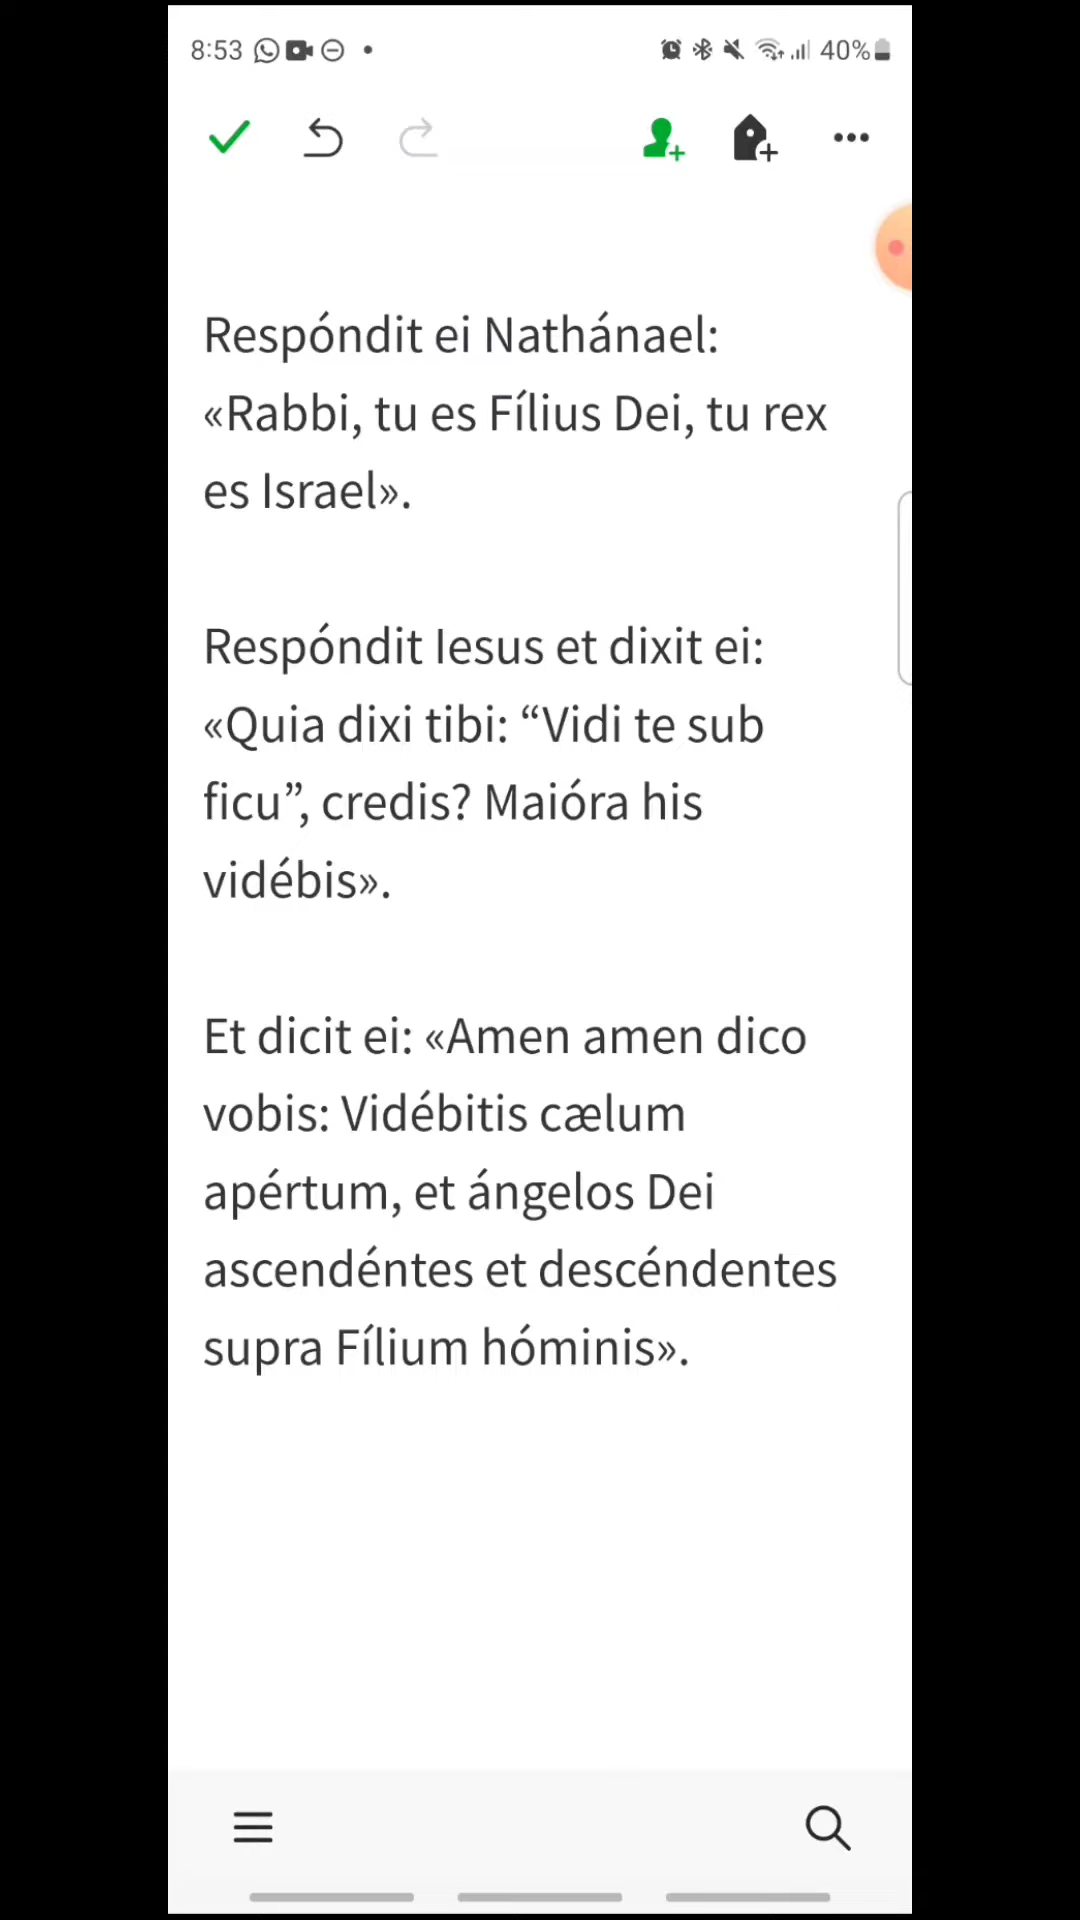 8:53
40%
Respóndit ei Nathánael:
«Rabbi, tu es Fílius Dei, tu rex
es Israel».
Respóndit Iesus et dixit ei:
«Quia dixi tibi: “Vidi te sub
ficu”, credis? Maióra his
vidébis».
Et dicit ei: «Amen amen dico
vobis: Vidébitis cælum
apértum, et ángelos Dei
ascendéntes et descéndentes
supra Fílium hóminis».